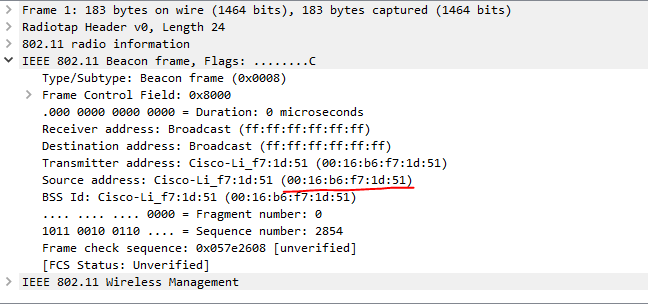 Frame 1: 183 bytes on wire (1464 bits), 183 bytes captured (1464 bits)
Radiotap Header v0, Length 24
802.11 radio information
IEEE 802.11 Beacon frame, Flags: ........C
Type/Subtype: Beacon frame (0x0008)
Frame Control Field: 0x8000
.000 0000 0000 0000 = Duration: 0 microseconds
Receiver address: Broadcast (ff:ff:ff:ff:ff:ff)
Destination address: Broadcast (ff:ff:ff:ff:ff:ff)
Transmitter address: Cisco-Li_f7:1d:51 (00:16:b6:f7:1d:51)
Source address: Cisco-Li_f7:1d:51 (00:16:b6:f7:1d:51)
BSS Id: Cisco-Li_f7:1d:51 (00:16:b6:f7:1d:51)
.... .... .... 0000 = Fragment number: 0
1011 0010 0110 .... = Sequence number: 2854
Frame check sequence: 0x057e2608 [unverified]
[FCS Status: Unverified]
IEEE 802.11 Wireless Management